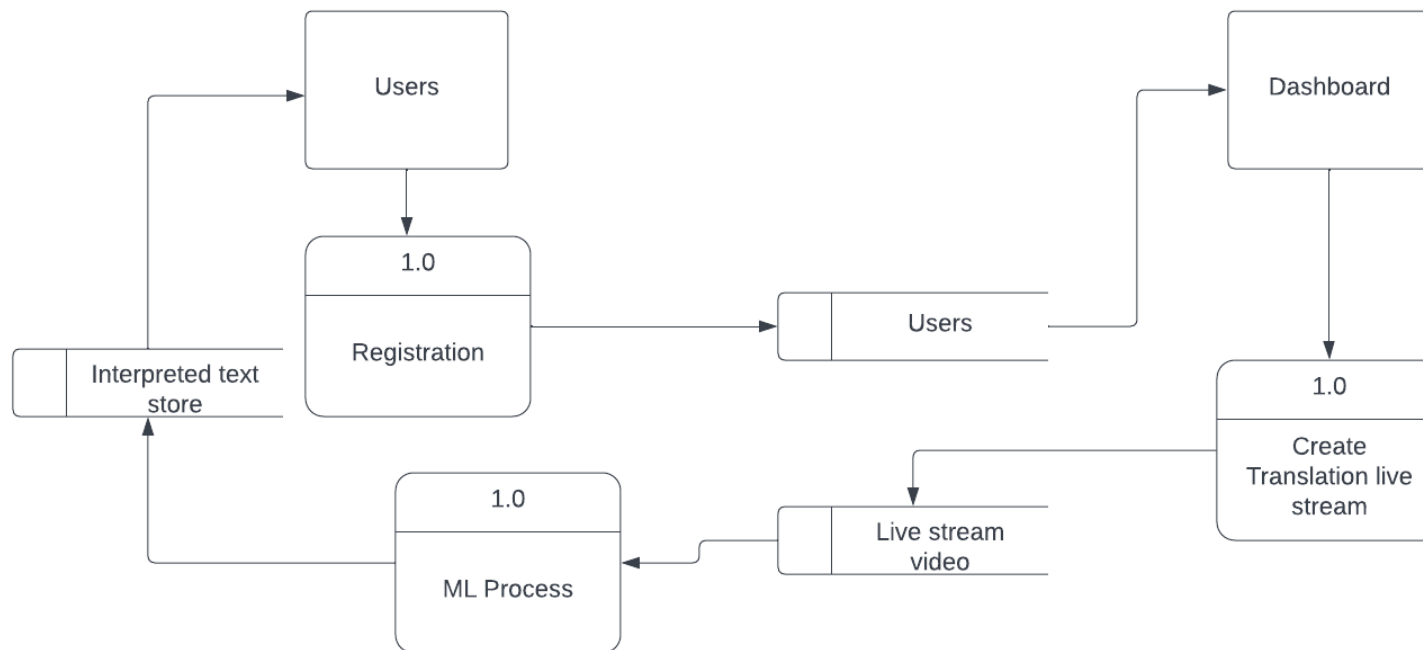 Users
Dashboard
1.0
Registration
Users
Interpreted text
store
1.0
Create
Translation live
stream
1.0
ML Process
Live stream
video